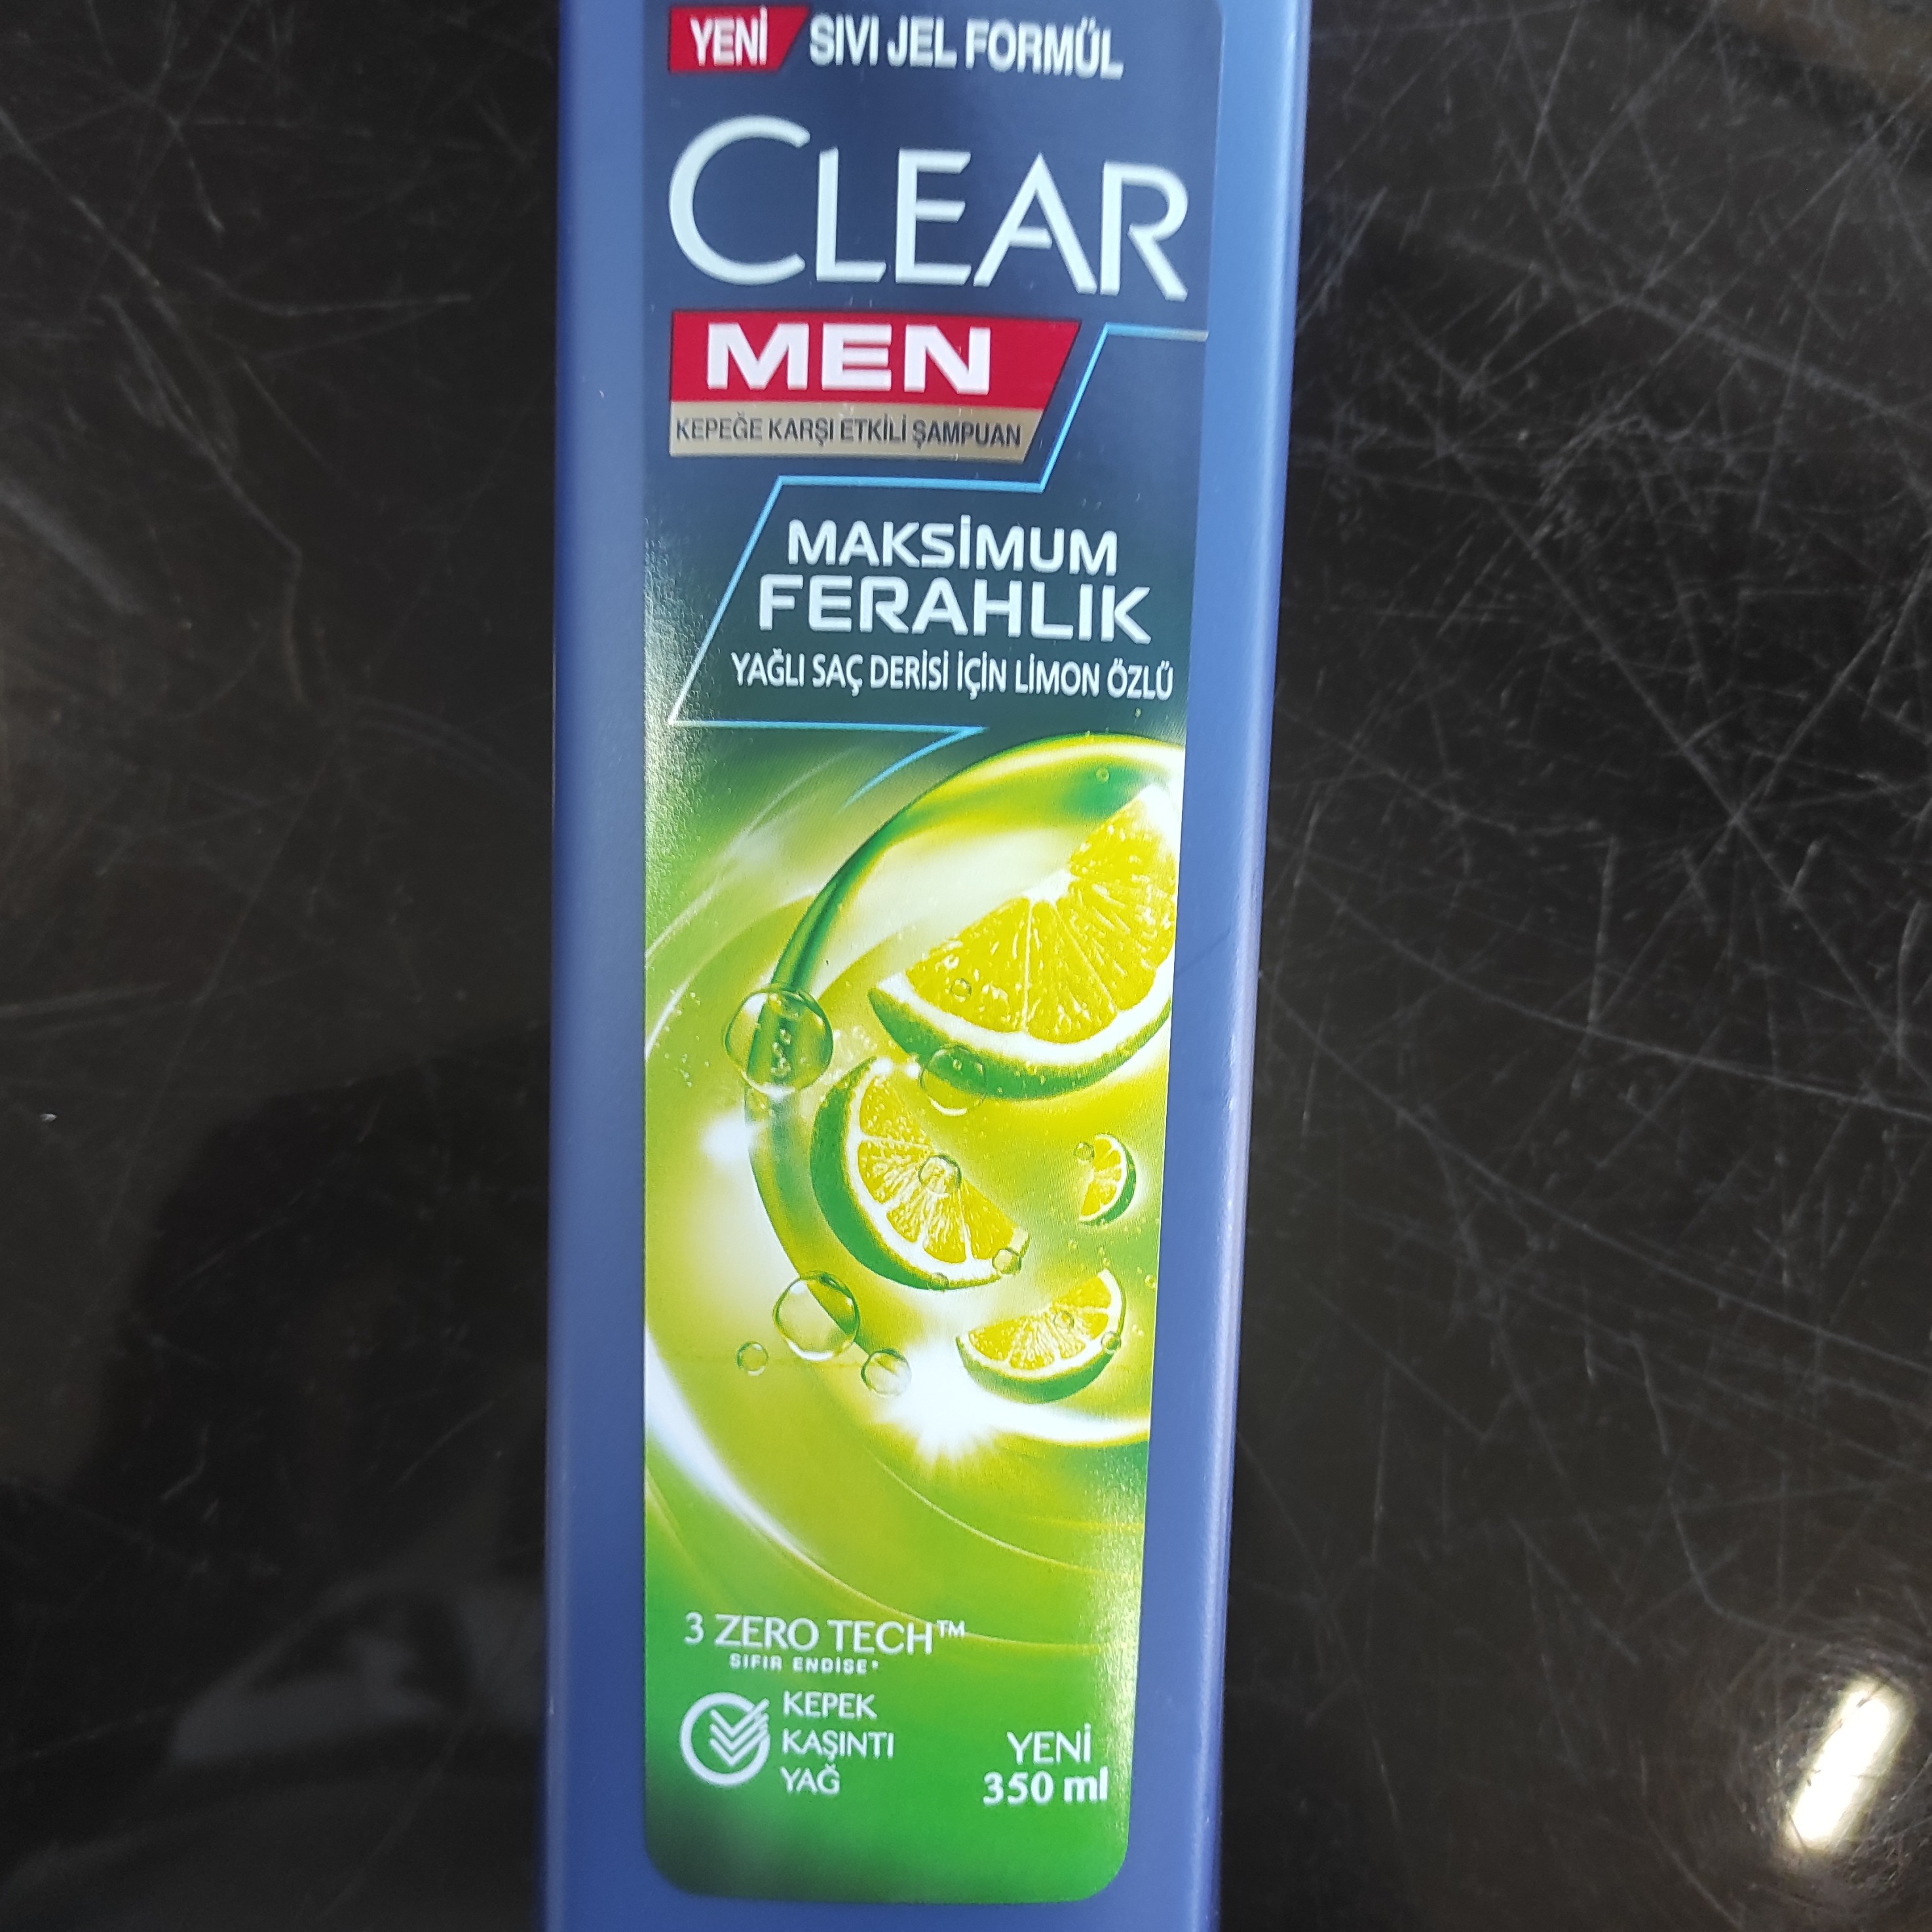 YENİ SIVI JEL FORMÜL
CLEAR
MEN
KEPEĞE KARŞI ETKİLİ ŞAMPUAN
MAKSİMUM
FERAHLIK
YAĞLI SAÇ DERİSİ İÇİN LİMON ÖZLÜ
3 ZERO TECH™
SIFIR ENDİŞE*
KEPEK
KAŞINTI
YAĞ
YENİ
350 ml